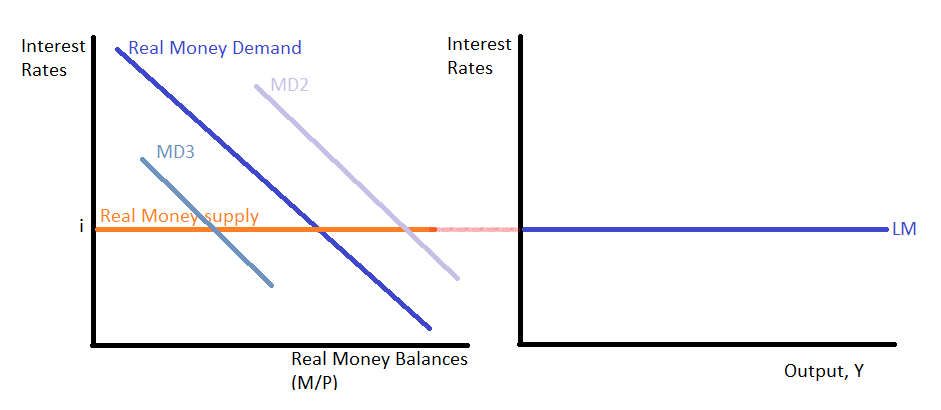 Interest
Rates
Real Money Demand
MD2
MD3
Real Money supply
i
Real Money Balances
(M/P)
Interest
Rates
LM
Output, Y